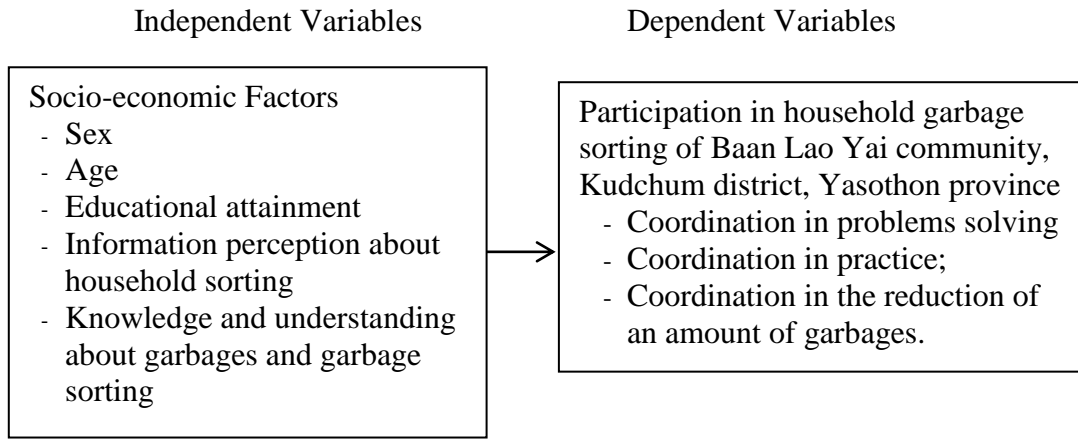 Independent Variables
Dependent Variables
Socio-economic Factors
- Sex
- Age
- Educational attainment
- Information perception about
household sorting
- Knowledge and understanding
about garbages and garbage
sorting
Participation in household garbage
sorting of Baan Lao Yai community,
Kudchum district, Yasothon province
- Coordination in problems solving
- Coordination in practice;
- Coordination in the reduction of
an amount of garbages.